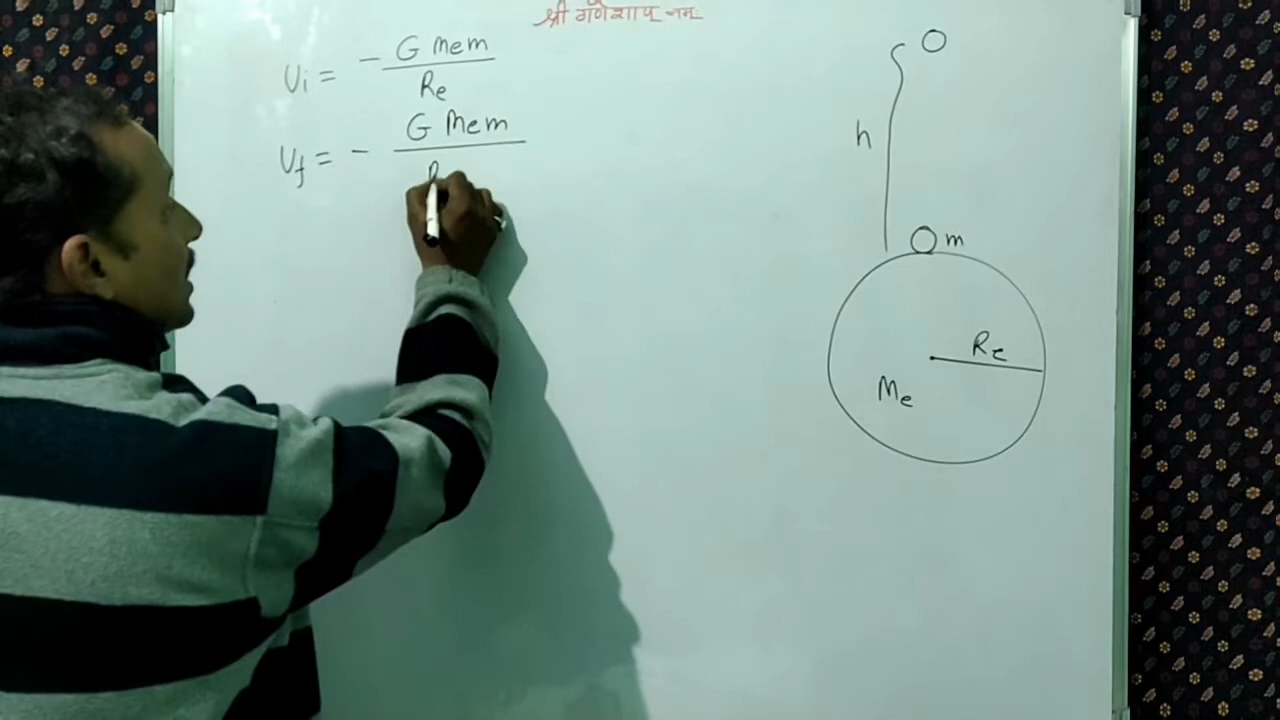 श्री गणेशाय नमः
Ui = - G Mem / Re
Uf = - G Mem / R
h
m
Re
Me